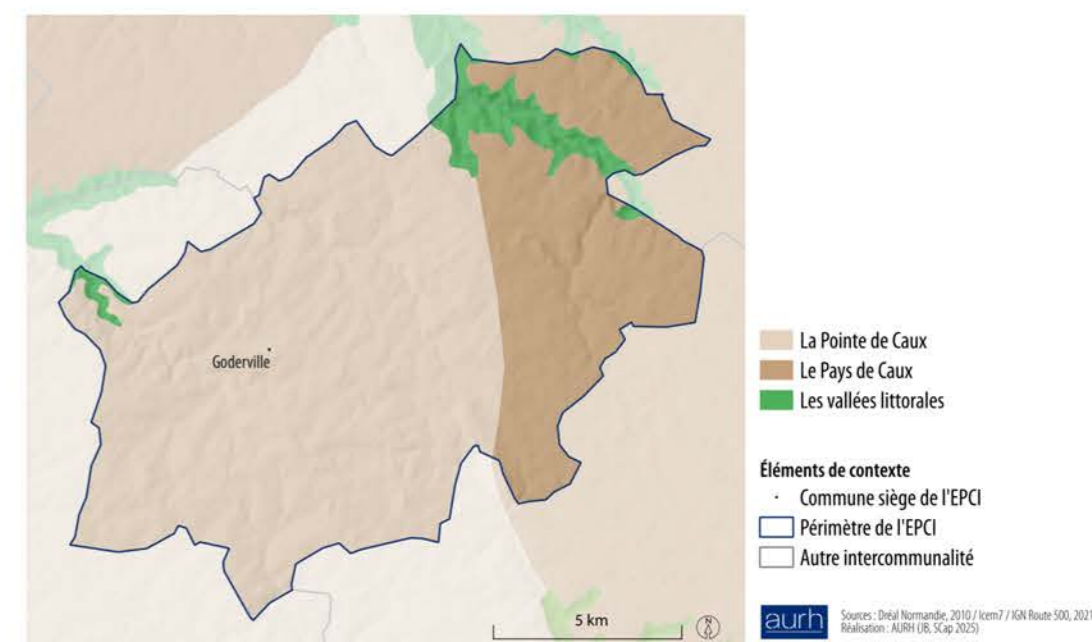 Goderville
La Pointe de Caux
Le Pays de Caux
Les vallées littorales
Éléments de contexte
Commune siège de l'EPCI
Périmètre de l'EPCI
Autre intercommunalité
5 km
N
aurh
Sources : Dréal Normandie, 2010 / Icem7 / IGN Route 500, 2021
Réalisation : AURH (JB, SCap 2025)